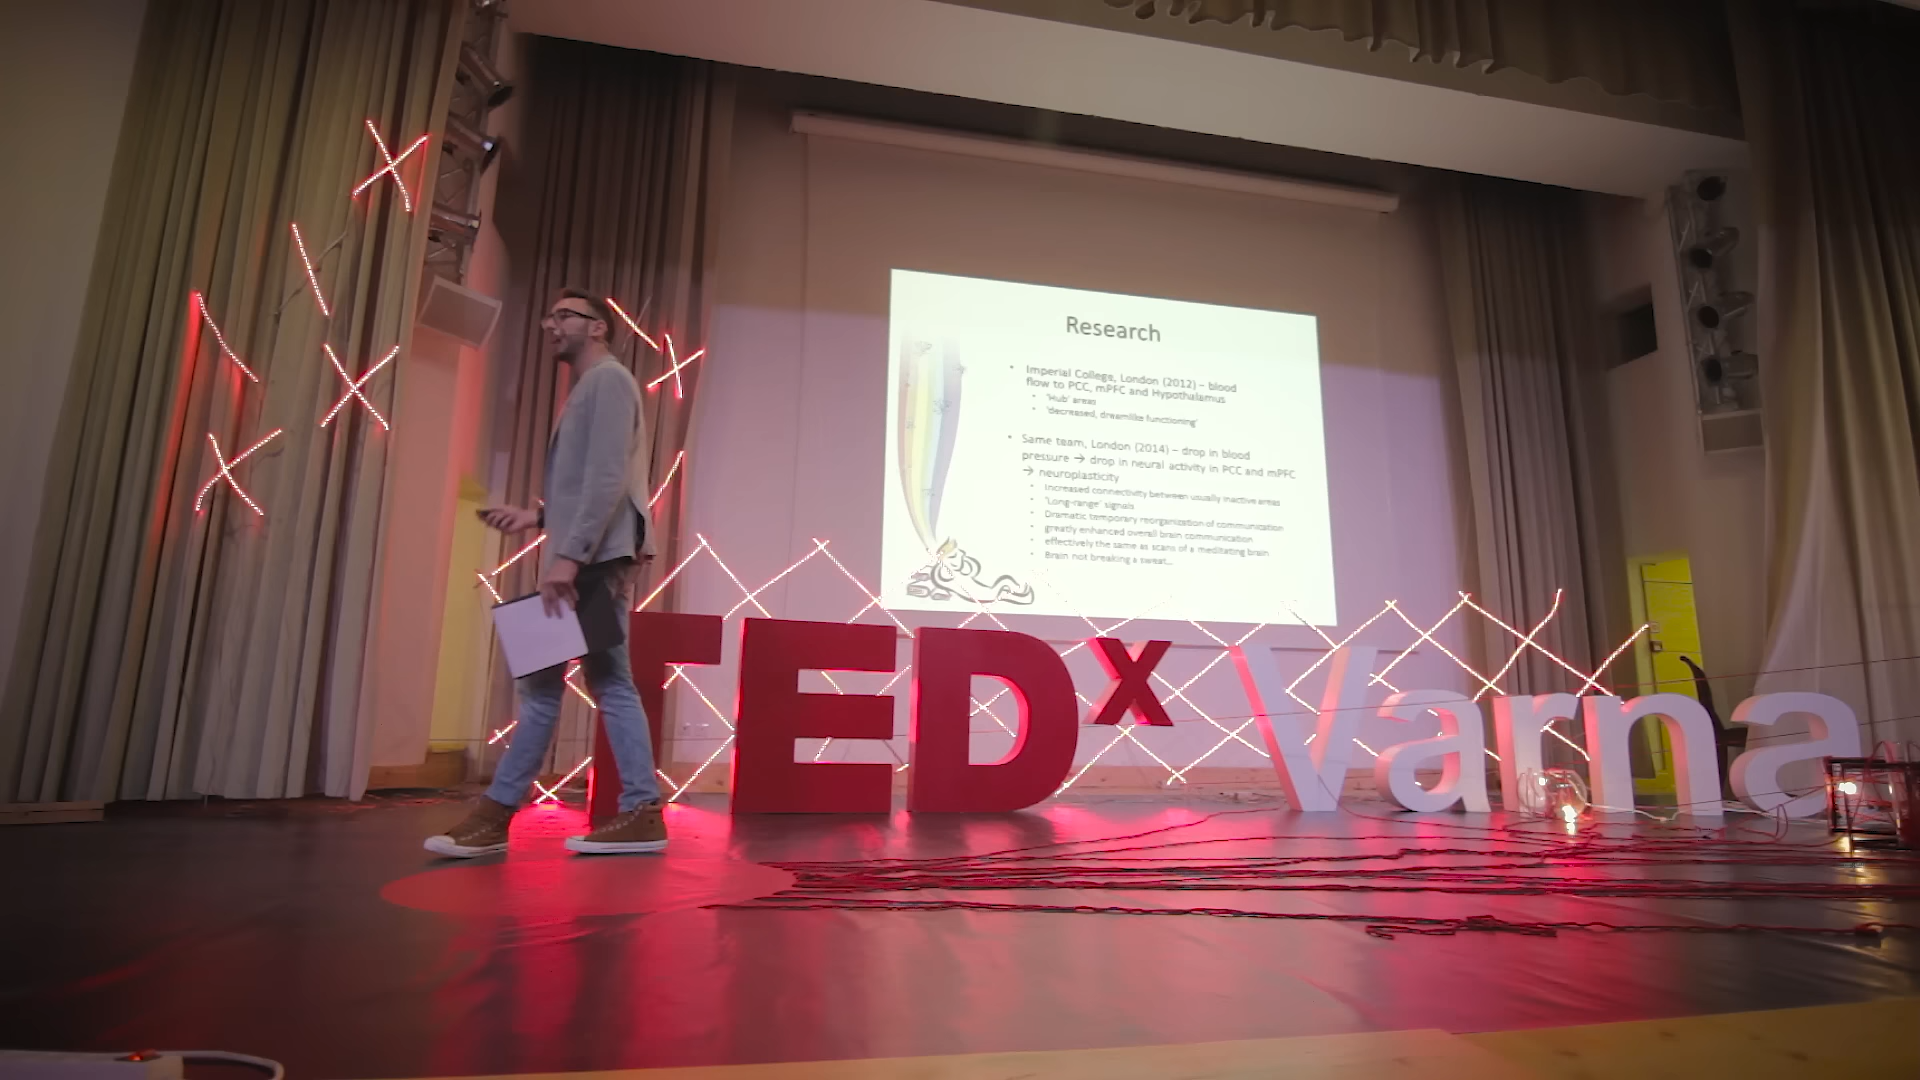 Research
• Imperial College, London (2012) – blood
flow to PCC, mPFC and Hypothalamus
• 'Hub' areas
• 'decreased, dreamlike functioning'
• Same team, London (2014) – drop in blood
pressure → drop in neural activity in PCC and mPFC
→ neuroplasticity
• Increased connectivity between usually inactive areas
• 'Long-range' signals
• Dramatic temporary reorganization of communication
• greatly enhanced overall brain communication
• effectively the same as scans of a meditating brain
• Brain not breaking a sweat...
TEDx Varna